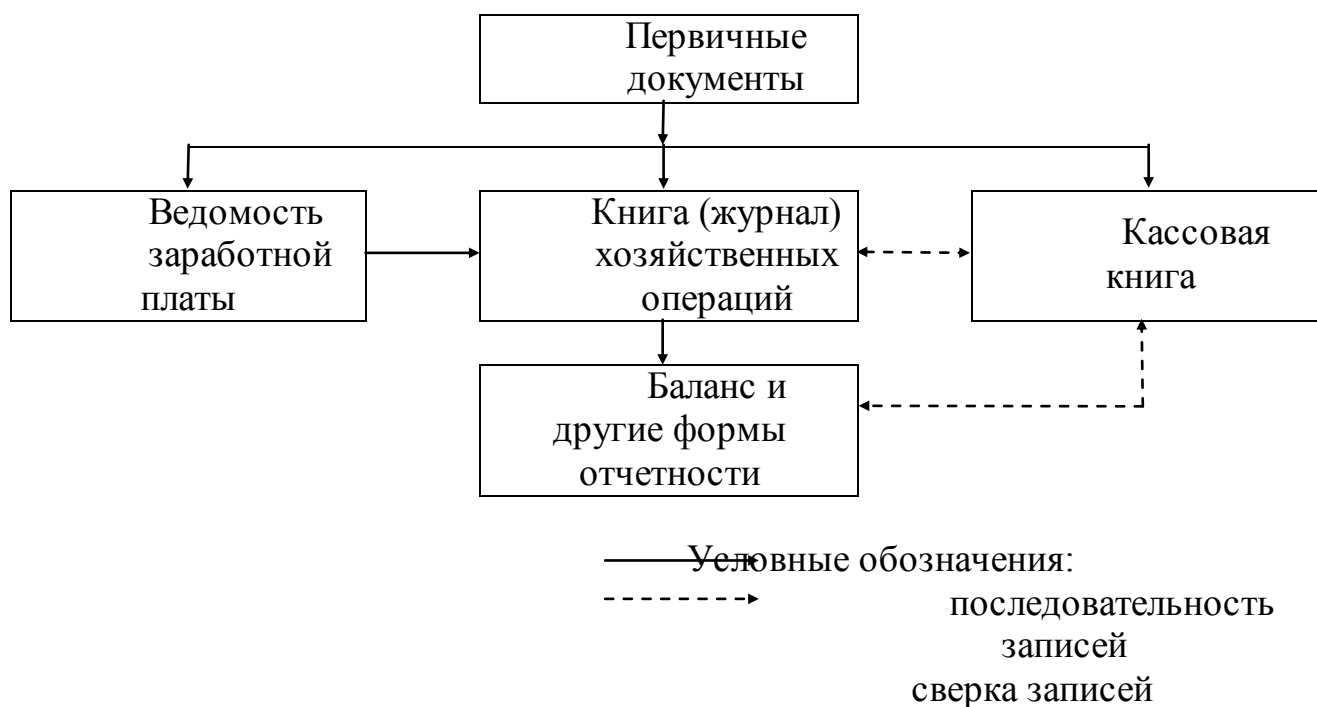 Первичные
документы
Ведомость
заработной
платы
Книга (журнал)
хозяйственных
операций
Кассовая
книга
Баланс и
другие формы
отчетности
Условные обозначения:
последовательность
записей
сверка записей